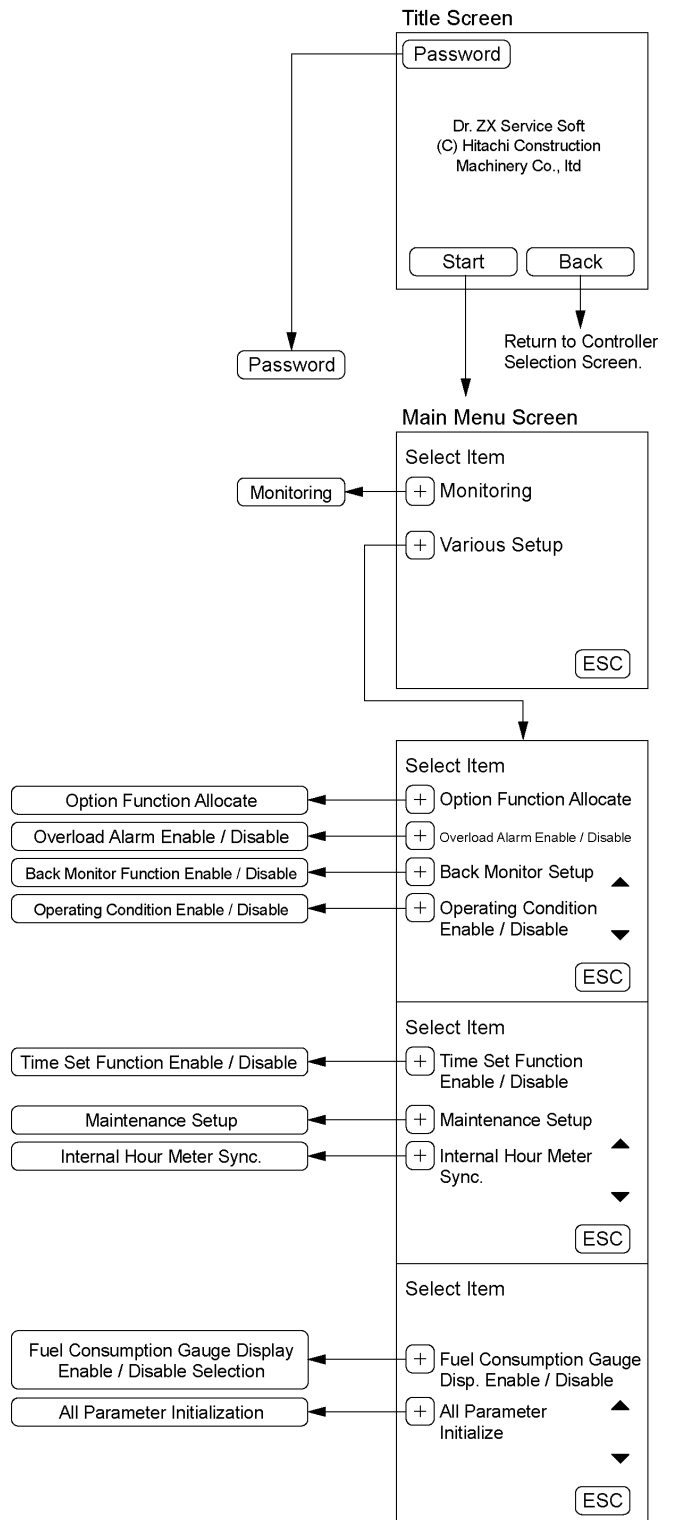 Title Screen
Password
Dr. ZX Service Soft
(C) Hitachi Construction
Machinery Co., ltd
Start
Back
Return to Controller
Selection Screen.
Password
Main Menu Screen
Select Item
Monitoring
+ Monitoring
+ Various Setup
ESC
Select Item
Option Function Allocate
+ Option Function Allocate
Overload Alarm Enable / Disable
+ Overload Alarm Enable / Disable
Back Monitor Function Enable / Disable
+ Back Monitor Setup
Operating Condition Enable / Disable
+ Operating Condition
Enable / Disable
ESC
Select Item
Time Set Function Enable / Disable
+ Time Set Function
Enable / Disable
Maintenance Setup
+ Maintenance Setup
Internal Hour Meter Sync.
+ Internal Hour Meter
Sync.
ESC
Select Item
Fuel Consumption Gauge Display
Enable / Disable Selection
+ Fuel Consumption Gauge
Disp. Enable / Disable
All Parameter Initialization
+ All Parameter
Initialize
ESC